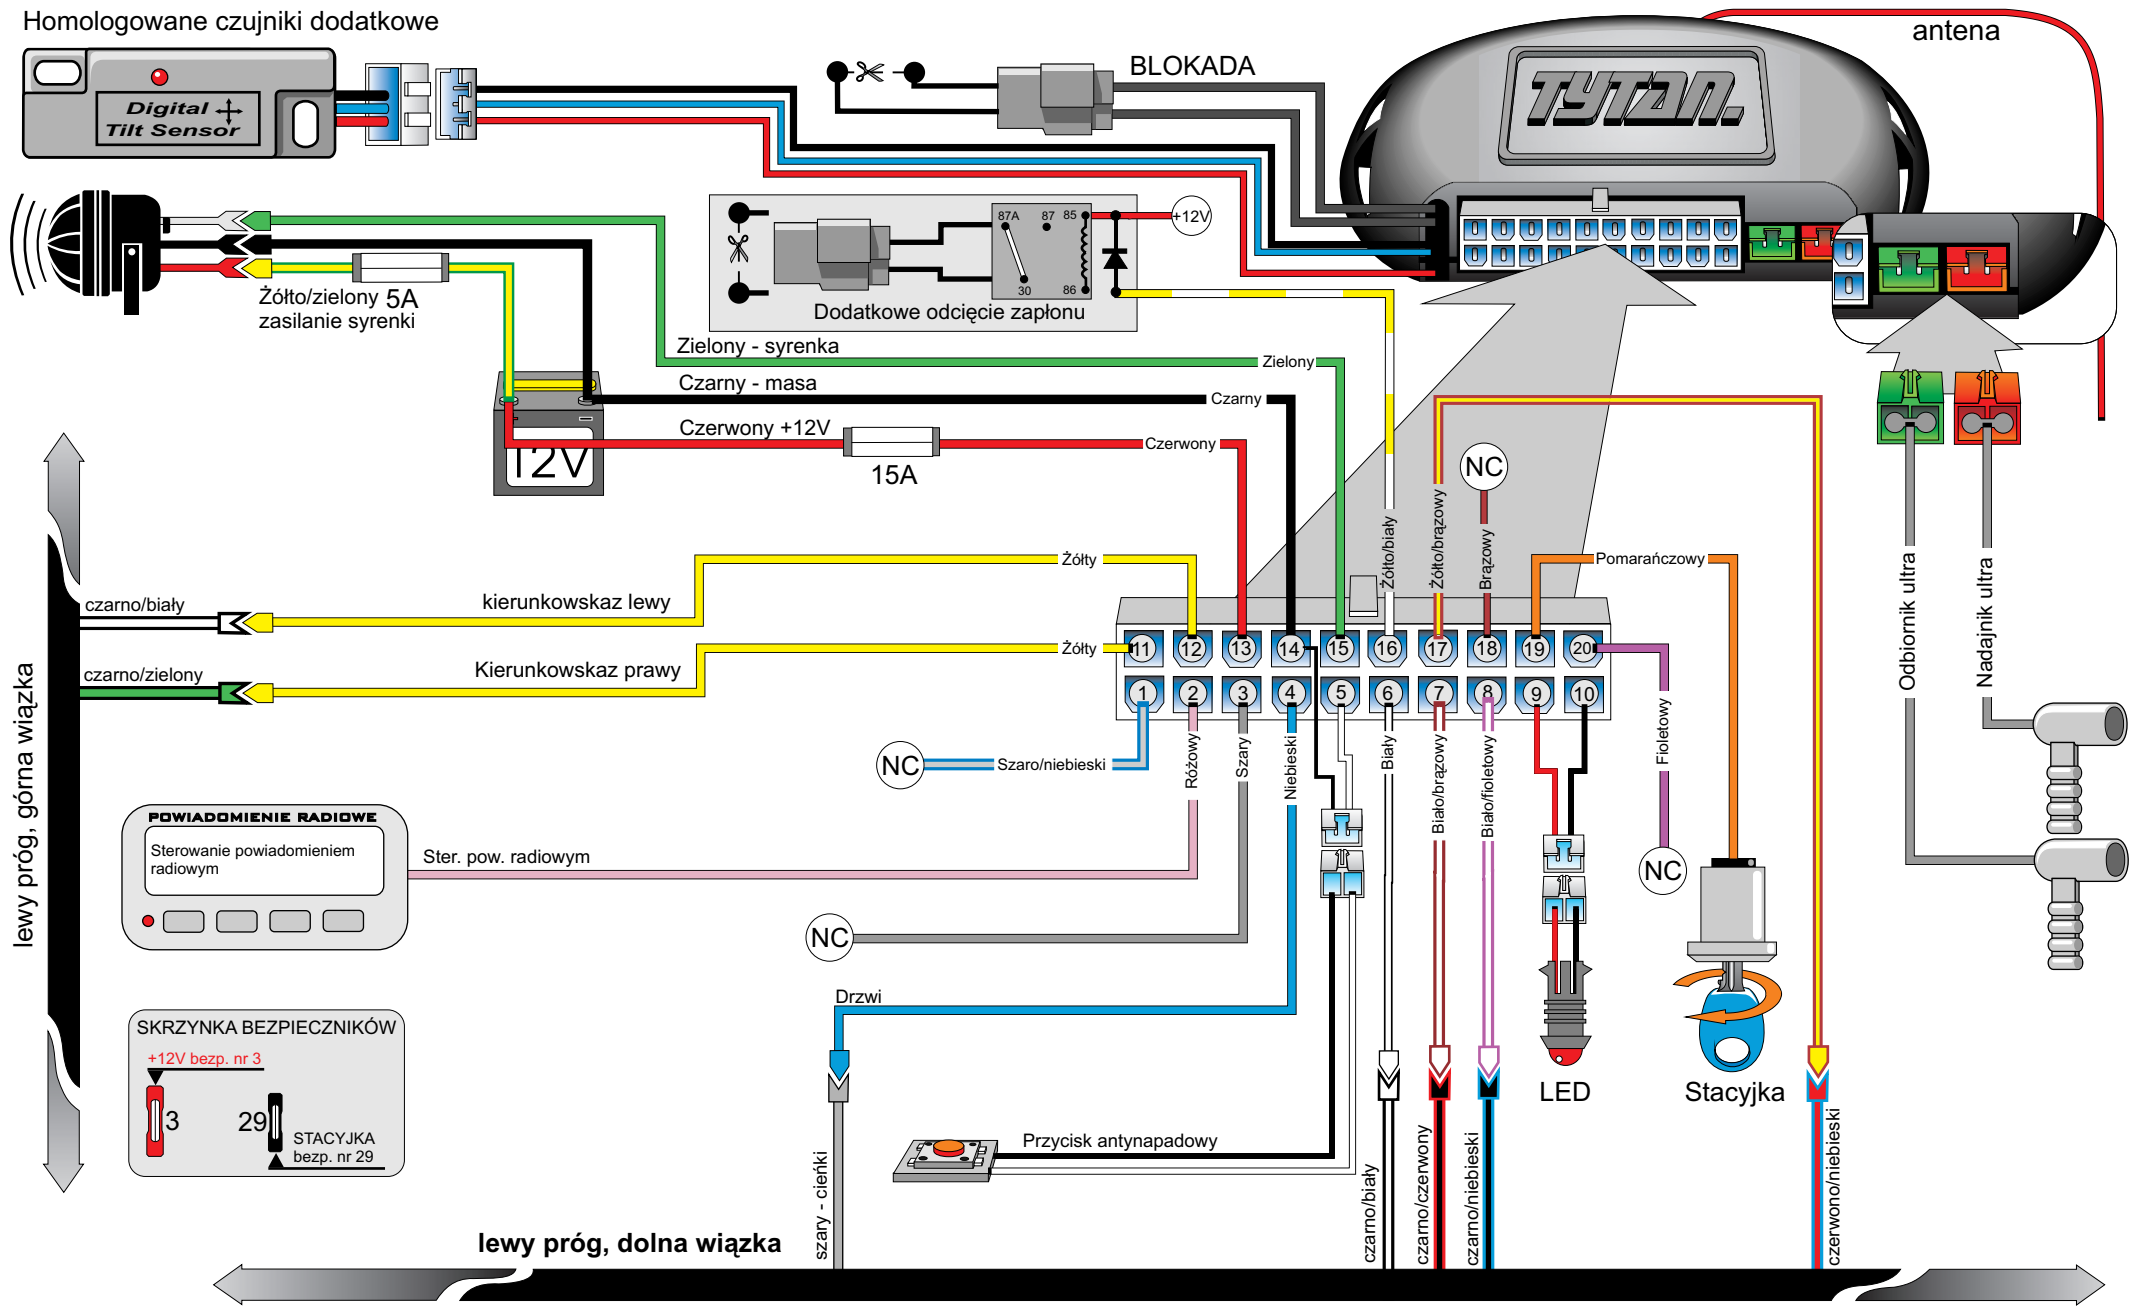 Homologowane czujniki dodatkowe
Digital
Tilt Sensor
BLOKADA
TYTAN.
antena
87A 87 85
+12V
30 86
Dodatkowe odcięcie zapłonu
Żółto/zielony 5A
zasilanie syrenki
Zielony - syrenka
Zielony
Czarny - masa
Czarny
Czerwony +12V
Czerwony
15A
12V
NC
Żółto/biały
Żółto/brązowy
Brązowy
Pomarańczowy
Odbiornik ultra
Nadajnik ultra
Żółty
kierunkowskaz lewy
czarno/biały
Żółty
Kierunkowskaz prawy
czarno/zielony
11 12 13 14 15 16 17 18 19 20
1 2 3 4 5 6 7 8 9 10
lewy próg, górna wiązka
NC
Szaro/niebieski
Różowy
Szary
Niebieski
Biały
Biało/brązowy
Biało/fioletowy
Fioletowy
NC
POWIADOMIENIE RADIOWE
Sterowanie powiadomieniem
radiowym
Ster. pow. radiowym
NC
Drzwi
SKRZYNKA BEZPIECZNIKÓW
+12V bezp. nr 3
3
29
STACYJKA
bezp. nr 29
LED
Stacyjka
Przycisk antynapadowy
szary - cieńki
czarno/biały
czarno/czerwony
czarno/niebieski
czerwono/niebieski
lewy próg, dolna wiązka